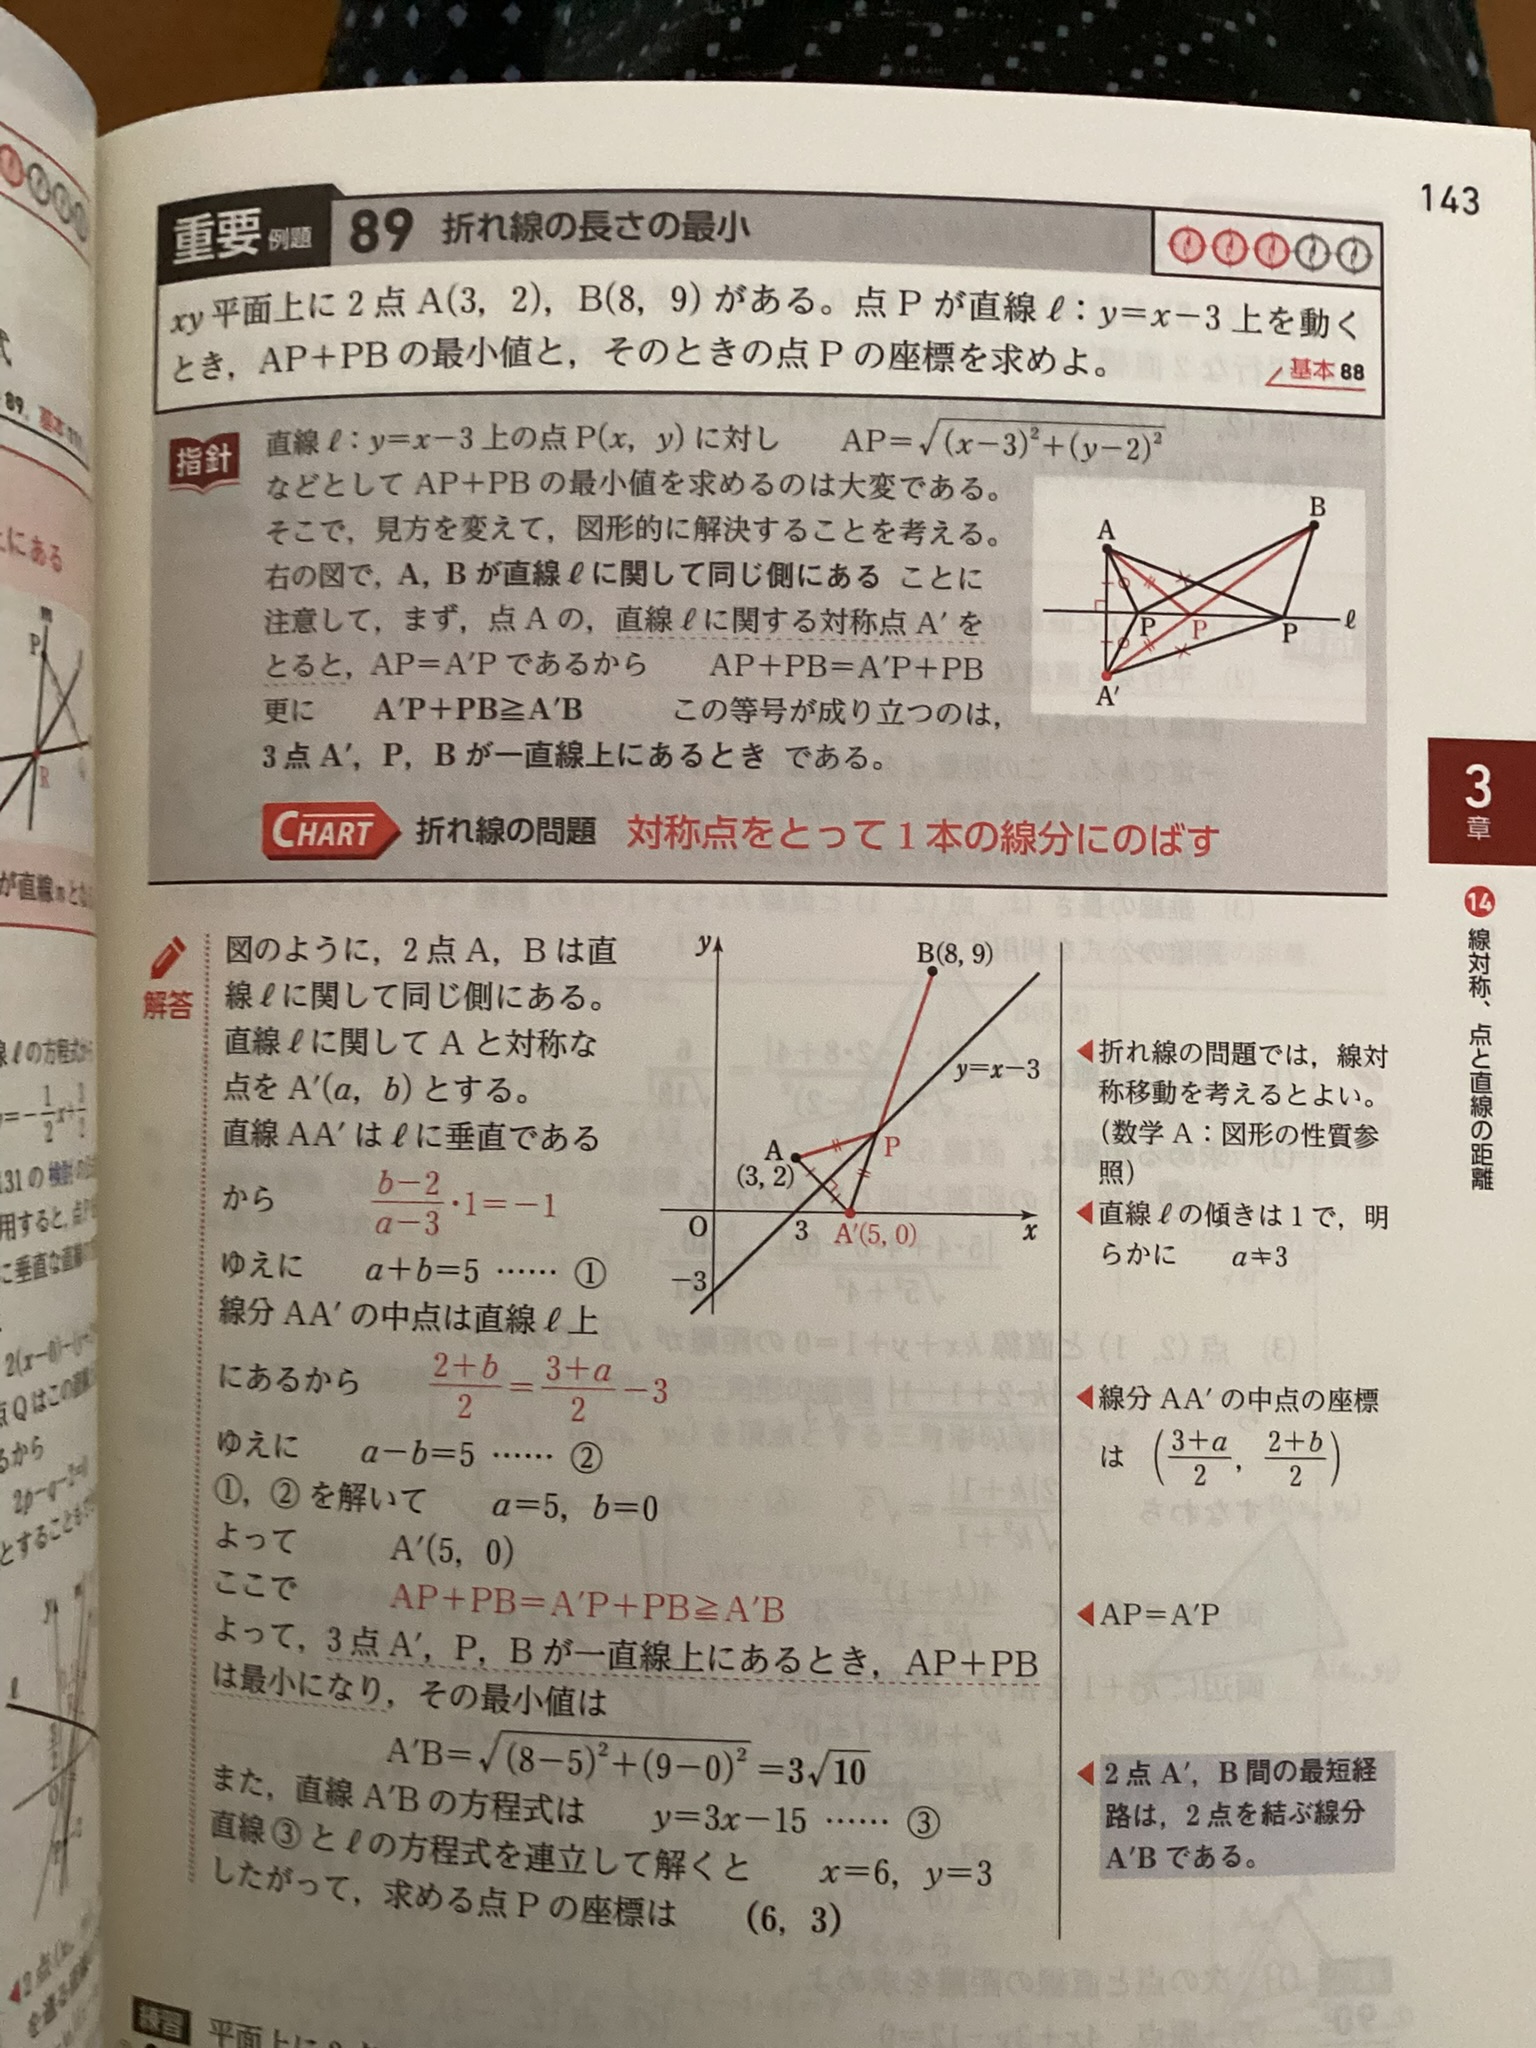 143
重要 例題 89 折れ線の長さの最小
xy 平面上に 2 点 A(3, 2), B(8, 9) がある。点 P が直線 ℓ：y=x−3 上を動く
とき，AP+PB の最小値と，そのときの点 P の座標を求めよ。
基本 88
指針
直線 ℓ：y=x−3 上の点 P(x, y) に対し AP=√((x−3)²+(y−2)²)
などとして AP+PB の最小値を求めるのは大変である。
そこで，見方を変えて，図形的に解決することを考える。
右の図で，A，B が直線 ℓ に関して同じ側にある ことに
注意して，まず，点 A の，直線 ℓ に関する対称点 A′ を
とると，AP=A′P であるから AP+PB=A′P+PB
更に A′P+PB≧A′B この等号が成り立つのは，
3 点 A′，P，B が一直線上にあるとき である。
A
B
P P P ℓ
A′
CHART 折れ線の問題 対称点をとって 1 本の線分にのばす
3
章
14
線対称、点と直線の距離
解答
図のように，2 点 A，B は直
線 ℓ に関して同じ側にある。
直線 ℓ に関して A と対称な
点を A′(a, b) とする。
直線 AA′ は ℓ に垂直である
から (b−2)/(a−3)・1=−1
ゆえに a+b=5 …… ①
線分 AA′ の中点は直線 ℓ 上
にあるから (2+b)/2=(3+a)/2−3
ゆえに a−b=5 …… ②
①，② を解いて a=5, b=0
よって A′(5, 0)
ここで AP+PB=A′P+PB≧A′B
よって，3 点 A′，P，B が一直線上にあるとき，AP+PB
は最小になり，その最小値は
A′B=√((8−5)²+(9−0)²)=3√10
また，直線 A′B の方程式は y=3x−15 …… ③
直線 ③ と ℓ の方程式を連立して解くと x=6, y=3
したがって，求める点 P の座標は (6, 3)
y
B(8, 9)
y=x−3
A
(3, 2)
P
O
3
A′(5, 0)
x
−3
◀折れ線の問題では，線対
称移動を考えるとよい。
（数学 A：図形の性質参
照）
◀直線 ℓ の傾きは 1 で，明
らかに a≠3
◀線分 AA′ の中点の座標
は ((3+a)/2, (2+b)/2)
◀AP=A′P
◀2 点 A′，B 間の最短経
路は，2 点を結ぶ線分
A′B である。
練習 平面上に 2